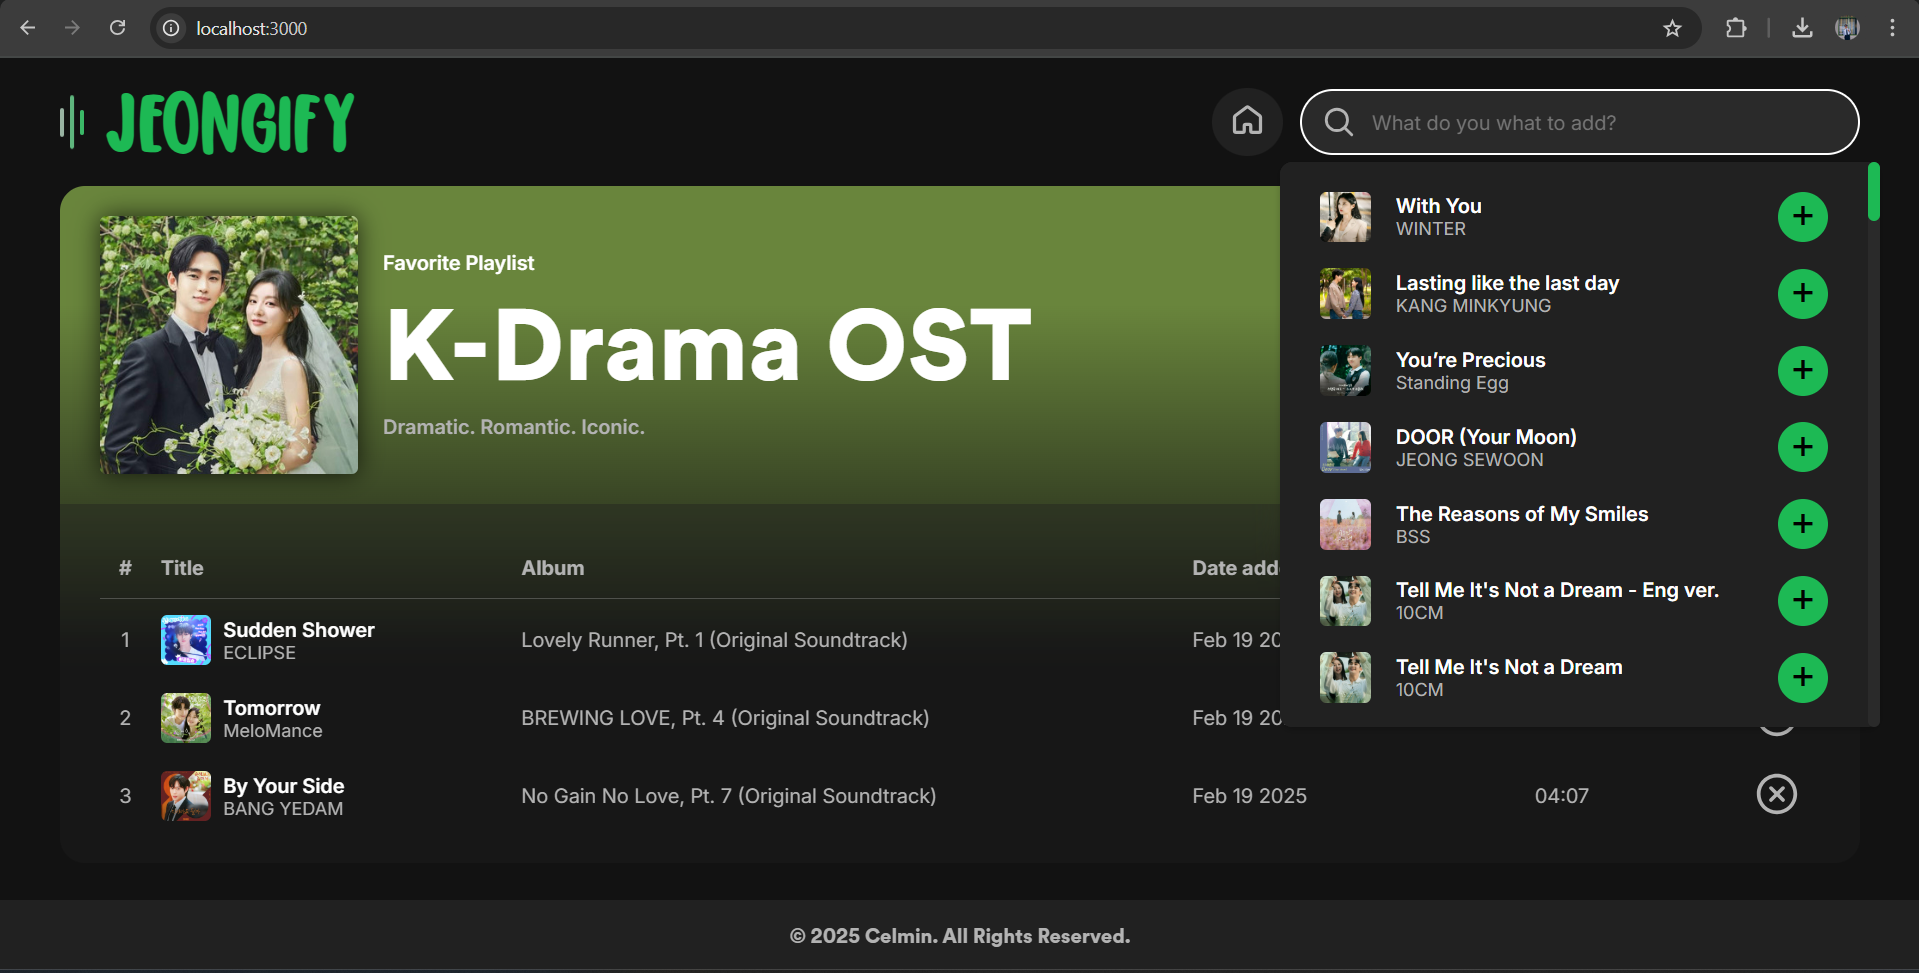 localhost:3000
JEONGIFY
What do you what to add?
Favorite Playlist
K-Drama OST
Dramatic. Romantic. Iconic.
With You
WINTER
Lasting like the last day
KANG MINKYUNG
You’re Precious
Standing Egg
DOOR (Your Moon)
JEONG SEWOON
The Reasons of My Smiles
BSS
Tell Me It's Not a Dream - Eng ver.
10CM
Tell Me It's Not a Dream
10CM
# Title Album Date add
1 Sudden Shower Lovely Runner, Pt. 1 (Original Soundtrack) Feb 19 20
ECLIPSE
2 Tomorrow BREWING LOVE, Pt. 4 (Original Soundtrack) Feb 19 20
MeloMance
3 By Your Side No Gain No Love, Pt. 7 (Original Soundtrack) Feb 19 2025 04:07
BANG YEDAM
© 2025 Celmin. All Rights Reserved.